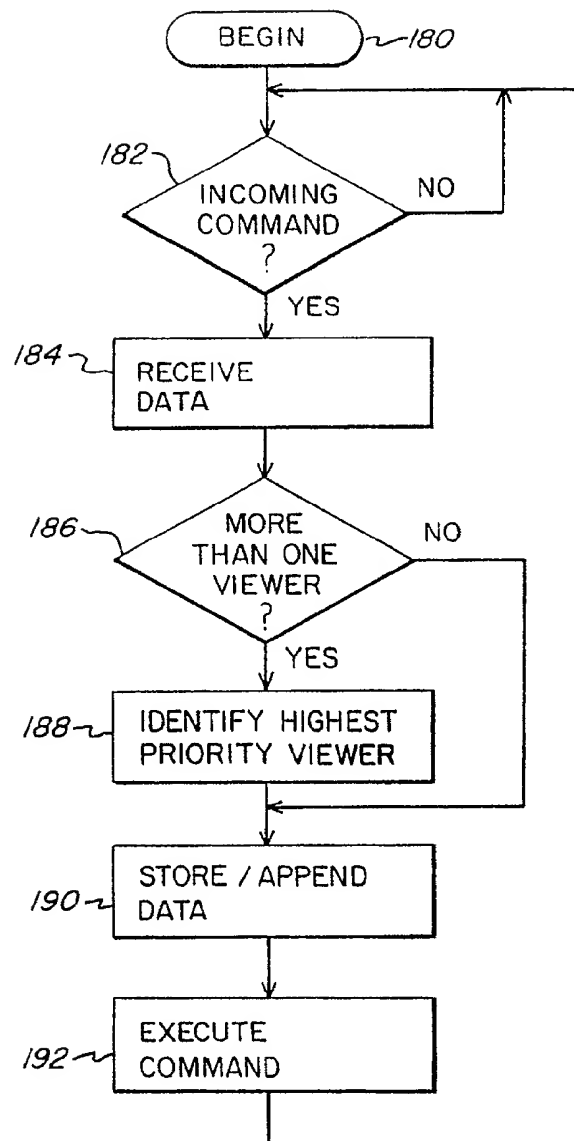 BEGIN 180
182
INCOMING
COMMAND
?
NO
YES
184
RECEIVE
DATA
186
MORE
THAN ONE
VIEWER
?
NO
YES
188
IDENTIFY HIGHEST
PRIORITY VIEWER
190
STORE / APPEND
DATA
192
EXECUTE
COMMAND